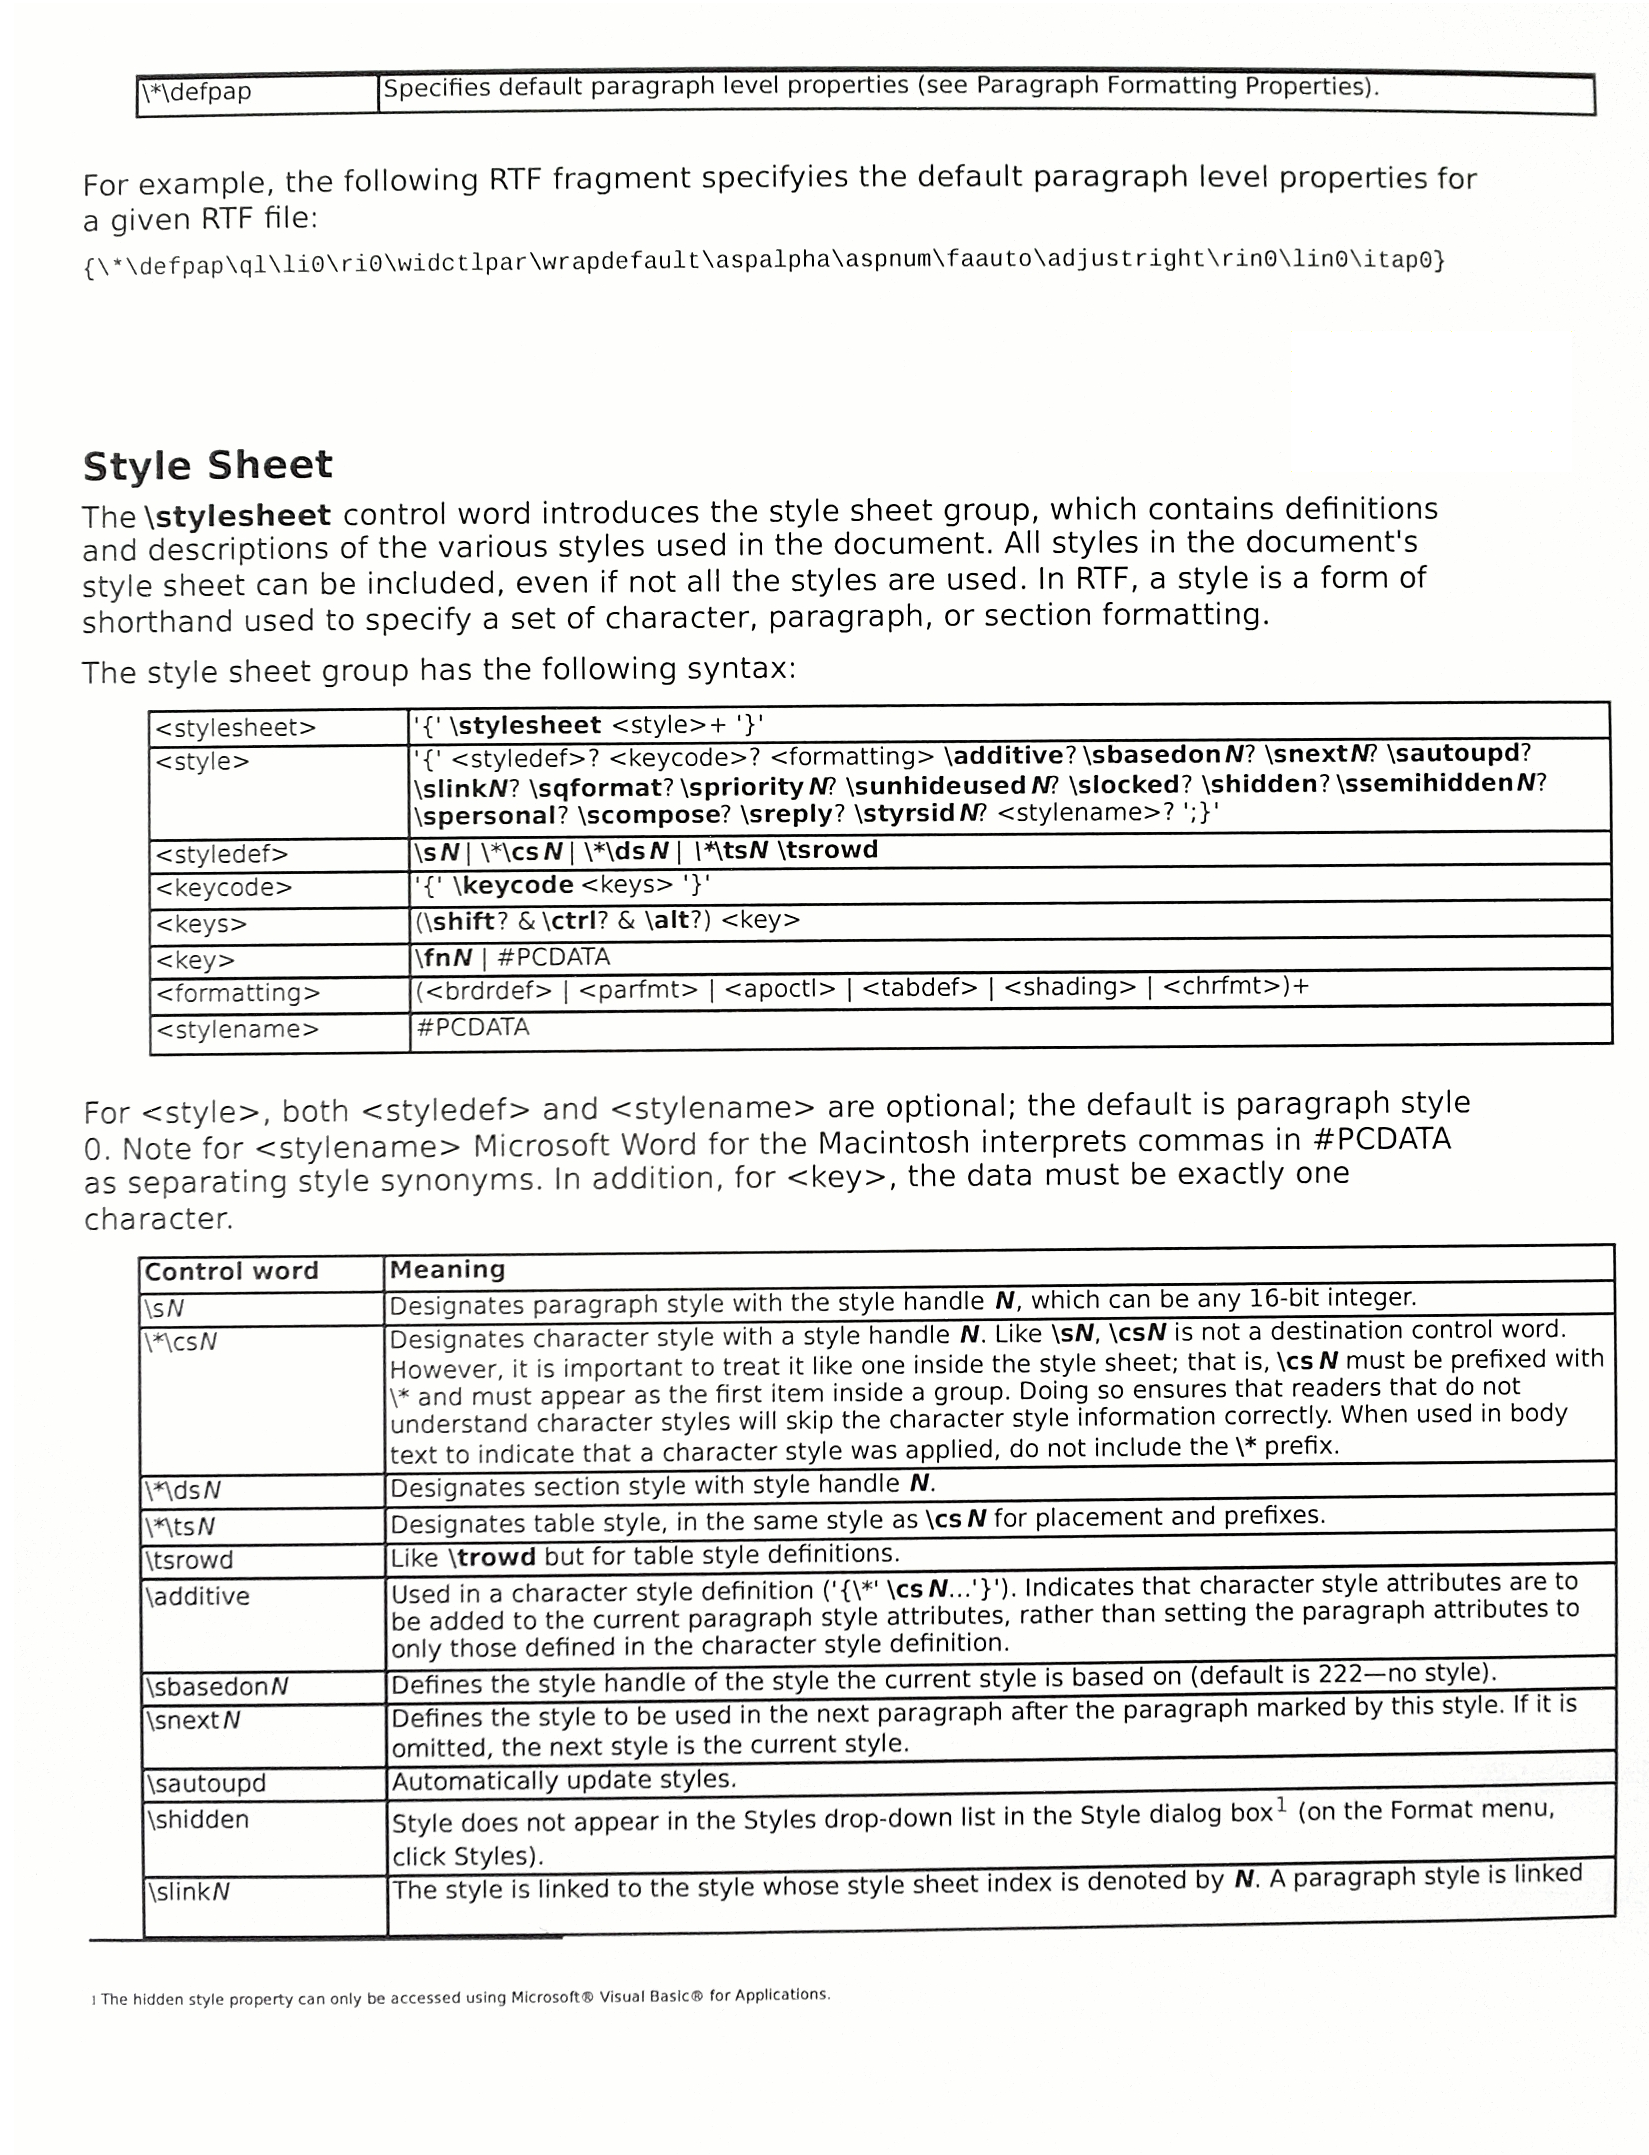 \*\defpap Specifies default paragraph level properties (see Paragraph Formatting Properties).
For example, the following RTF fragment specifyies the default paragraph level properties for
a given RTF file:
{\*\defpap\ql\li0\ri0\widctlpar\wrapdefault\aspalpha\aspnum\faauto\adjustright\rin0\lin0\itap0}
Style Sheet
The \stylesheet control word introduces the style sheet group, which contains definitions
and descriptions of the various styles used in the document. All styles in the document's
style sheet can be included, even if not all the styles are used. In RTF, a style is a form of
shorthand used to specify a set of character, paragraph, or section formatting.
The style sheet group has the following syntax:
<stylesheet> '{' \stylesheet <style>+ '}'
<style> '{' <styledef>? <keycode>? <formatting> \additive? \sbasedonN? \snextN? \sautoupd?
\slinkN? \sqformat? \spriorityN? \sunhideusedN? \slocked? \shidden? \ssemihiddenN?
\spersonal? \scompose? \sreply? \styrsidN? <stylename>? ';}'
<styledef> \sN | \*\csN | \*\dsN | \*\tsN \tsrowd
<keycode> '{' \keycode <keys> '}'
<keys> (\shift? & \ctrl? & \alt?) <key>
<key> \fnN | #PCDATA
<formatting> (<brdrdef> | <parfmt> | <apoctl> | <tabdef> | <shading> | <chrfmt>)+
<stylename> #PCDATA
For <style>, both <styledef> and <stylename> are optional; the default is paragraph style
0. Note for <stylename> Microsoft Word for the Macintosh interprets commas in #PCDATA
as separating style synonyms. In addition, for <key>, the data must be exactly one
character.
Control word Meaning
\sN Designates paragraph style with the style handle N, which can be any 16-bit integer.
\*\csN Designates character style with a style handle N. Like \sN, \csN is not a destination control word.
However, it is important to treat it like one inside the style sheet; that is, \csN must be prefixed with
\* and must appear as the first item inside a group. Doing so ensures that readers that do not
understand character styles will skip the character style information correctly. When used in body
text to indicate that a character style was applied, do not include the \* prefix.
\*\dsN Designates section style with style handle N.
\*\tsN Designates table style, in the same style as \csN for placement and prefixes.
\tsrowd Like \trowd but for table style definitions.
\additive Used in a character style definition ('{\*' \csN...'}'). Indicates that character style attributes are to
be added to the current paragraph style attributes, rather than setting the paragraph attributes to
only those defined in the character style definition.
\sbasedonN Defines the style handle of the style the current style is based on (default is 222—no style).
\snextN Defines the style to be used in the next paragraph after the paragraph marked by this style. If it is
omitted, the next style is the current style.
\sautoupd Automatically update styles.
\shidden Style does not appear in the Styles drop-down list in the Style dialog box1 (on the Format menu,
click Styles).
\slinkN The style is linked to the style whose style sheet index is denoted by N. A paragraph style is linked
1 The hidden style property can only be accessed using Microsoft® Visual Basic® for Applications.